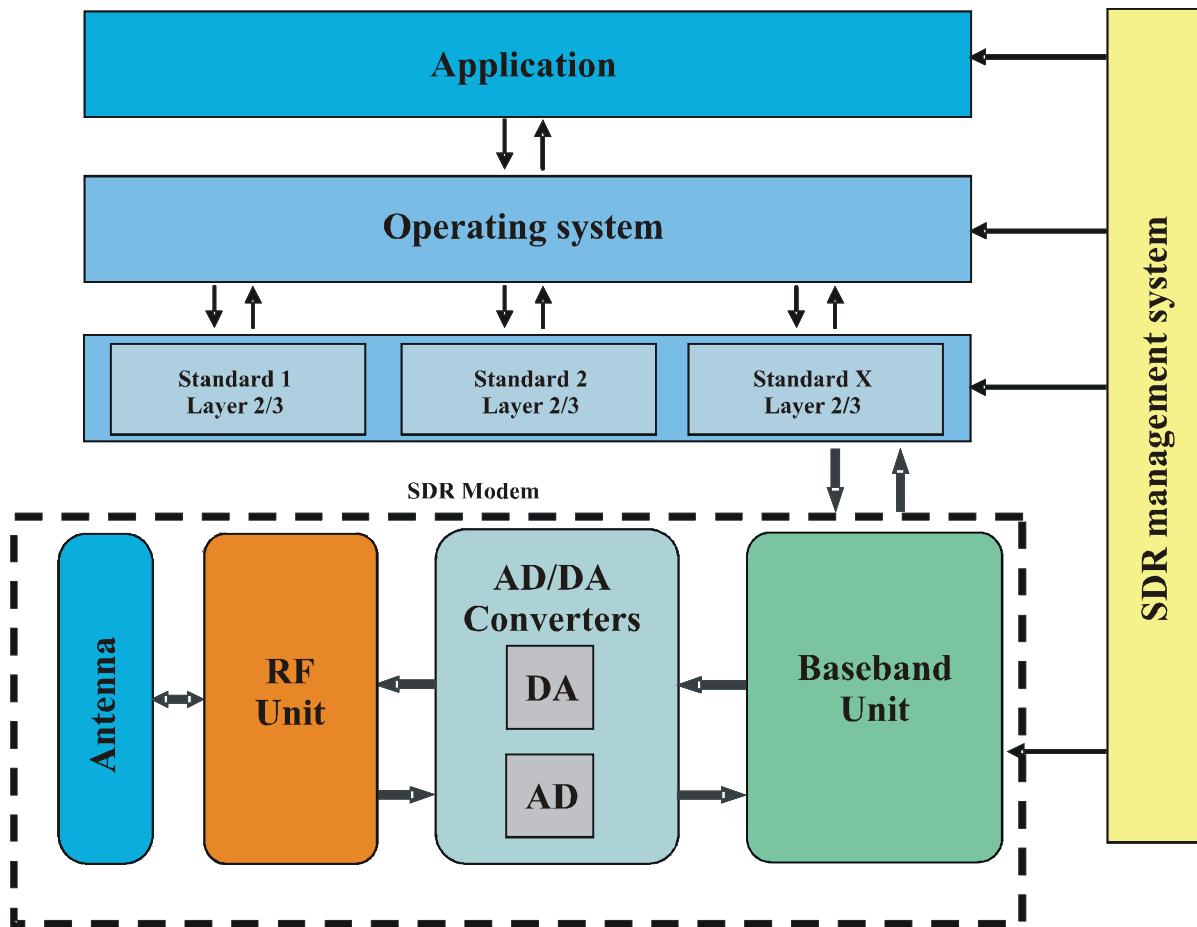 Application
Operating system
Standard 1
Layer 2/3
Standard 2
Layer 2/3
Standard X
Layer 2/3
SDR Modem
Antenna
RF
Unit
AD/DA
Converters
DA
AD
Baseband
Unit
SDR management system